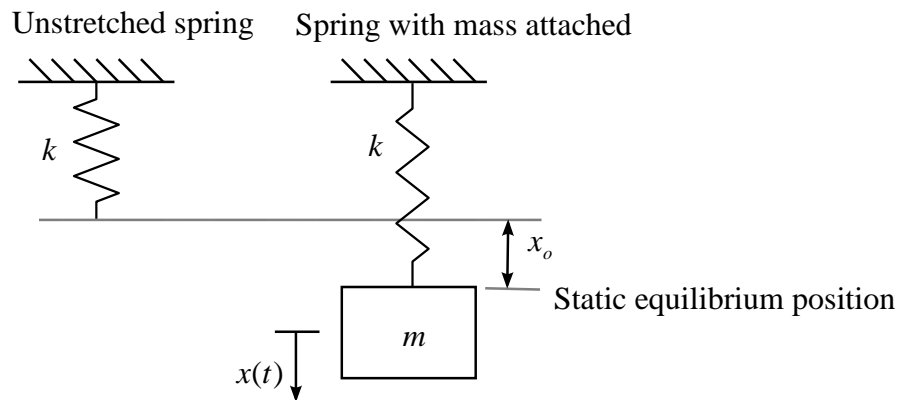 Unstretched spring
Spring with mass attached
k
k
x_o
Static equilibrium position
m
x(t)